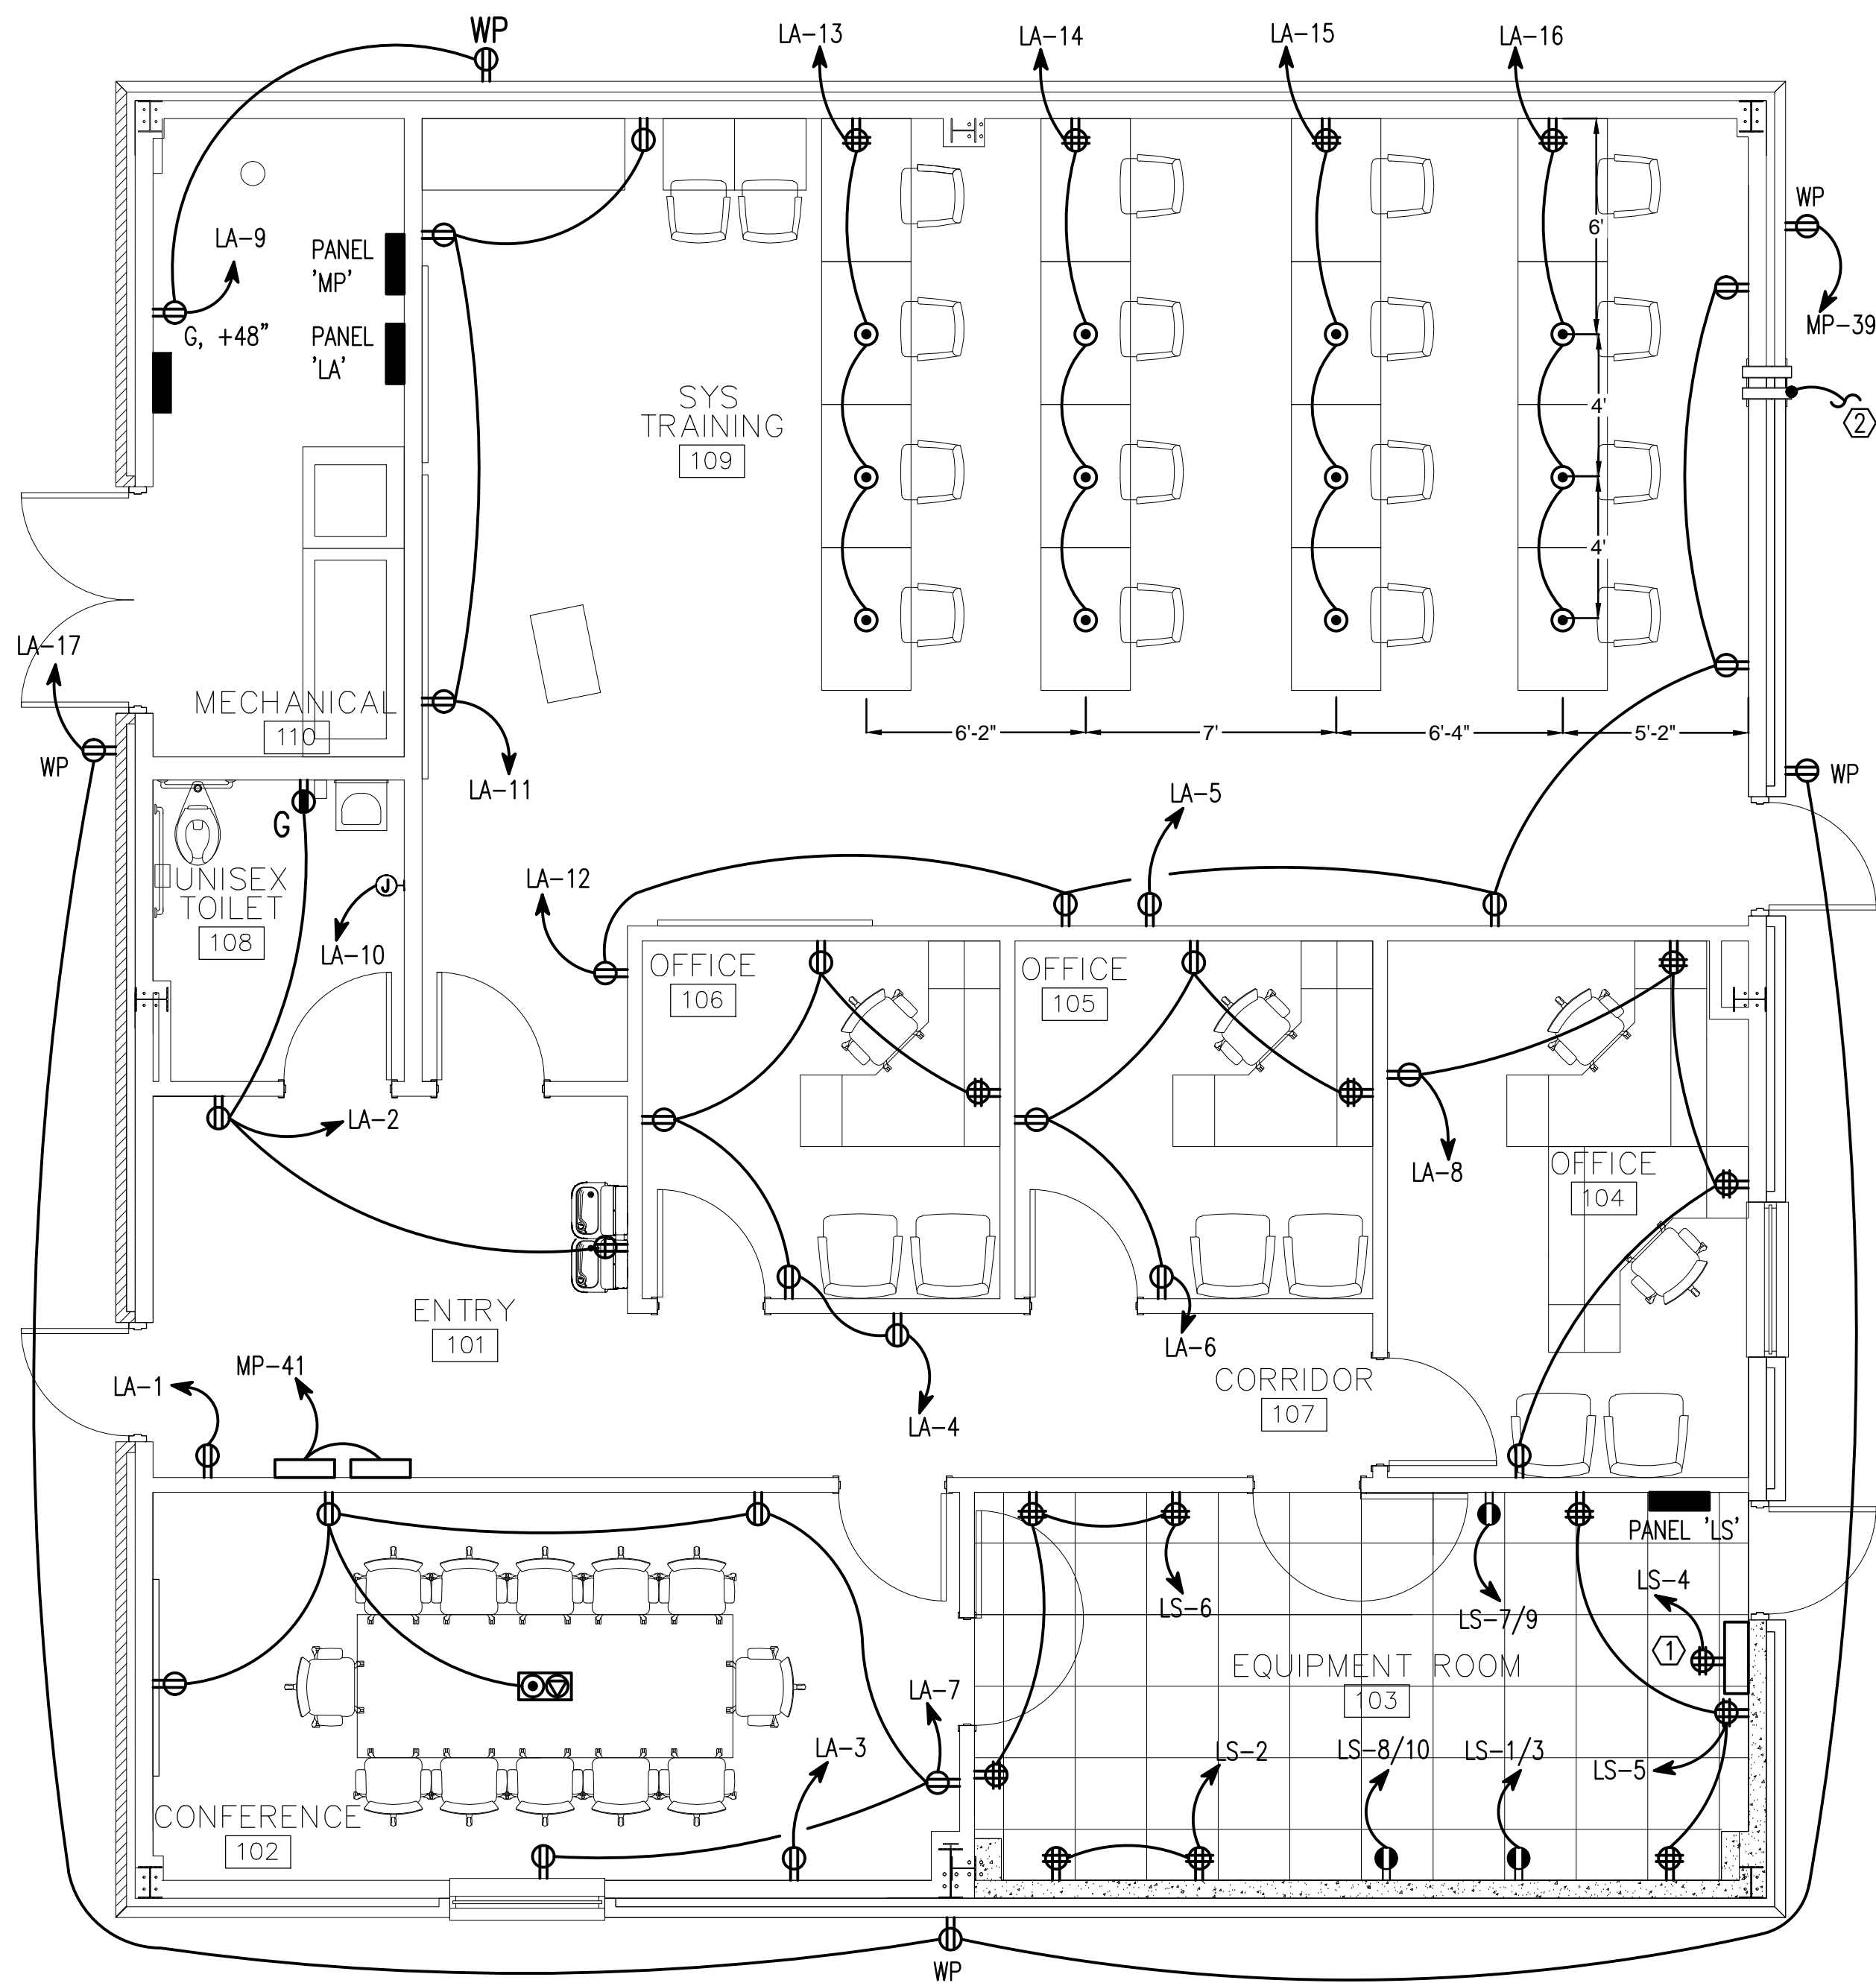 WP
LA-13
LA-14
LA-15
LA-16
LA-9
PANEL
'MP'
WP
6'
G, +48"
PANEL
'LA'
MP-39
SYS
TRAINING
109
4'
2
4'
LA-17
MECHANICAL
110
WP
6'-2"
7'
6'-4"
5'-2"
WP
LA-11
LA-5
G
UNISEX
TOILET
108
J
LA-12
LA-10
OFFICE
106
OFFICE
105
LA-2
LA-8
OFFICE
104
ENTRY
101
LA-6
MP-41
LA-1
CORRIDOR
107
LA-4
PANEL 'LS'
LS-4
LS-6
LS-7/9
1
EQUIPMENT ROOM
103
LA-7
LA-3
LS-2
LS-8/10
LS-1/3
LS-5
CONFERENCE
102
WP